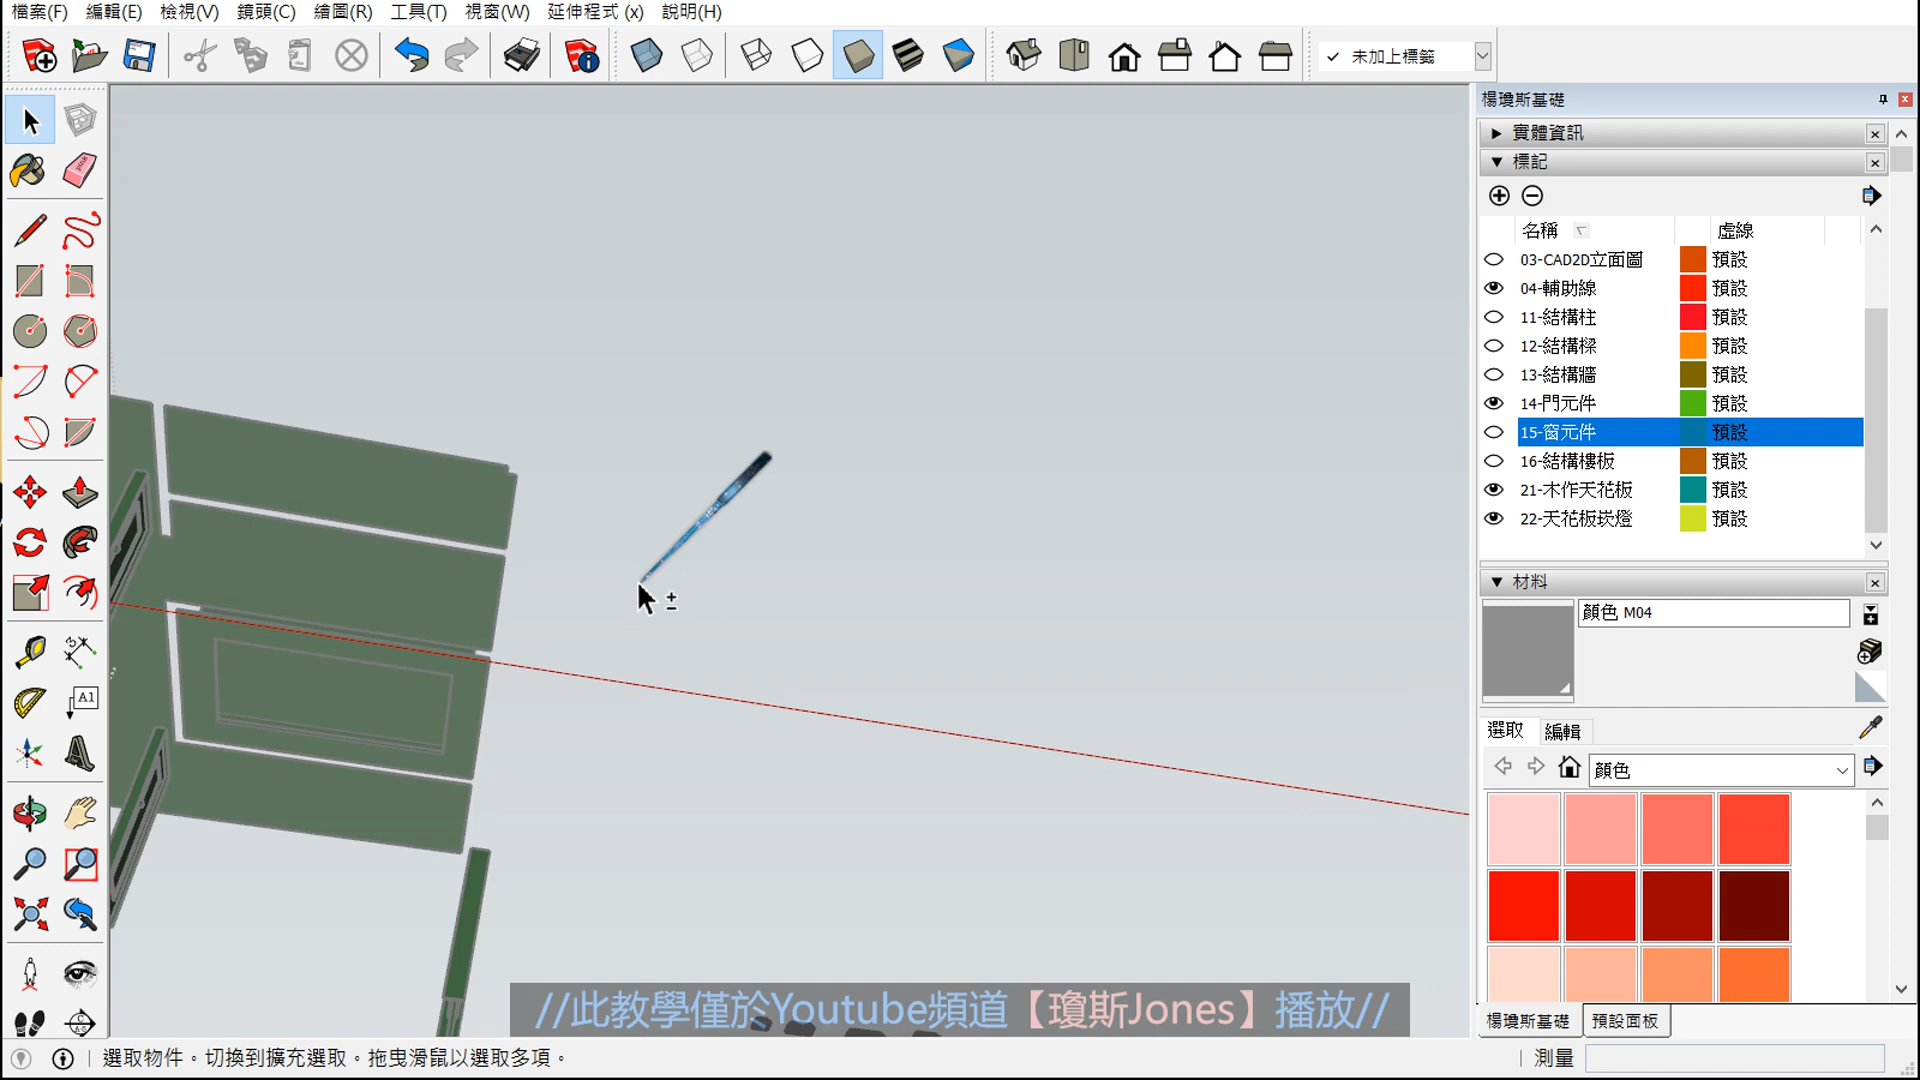 檔案(F) 編輯(E) 檢視(V) 鏡頭(C) 繪圖(R) 工具(T) 視窗(W) 延伸程式 (x) 說明(H)
✓ 未加上標籤
楊瓊斯基礎
實體資訊
標記
名稱 虛線
03-CAD2D立面圖 預設
04-輔助線 預設
11-結構柱 預設
12-結構樑 預設
13-結構牆 預設
14-門元件 預設
15-窗元件 預設
16-結構樓板 預設
21-木作天花板 預設
22-天花板崁燈 預設
A1
材料
顏色 M04
選取 編輯
顏色
//此教學僅於Youtube頻道【瓊斯Jones】播放//
楊瓊斯基礎 預設面板
選取物件。切換到擴充選取。拖曳滑鼠以選取多項。
測量